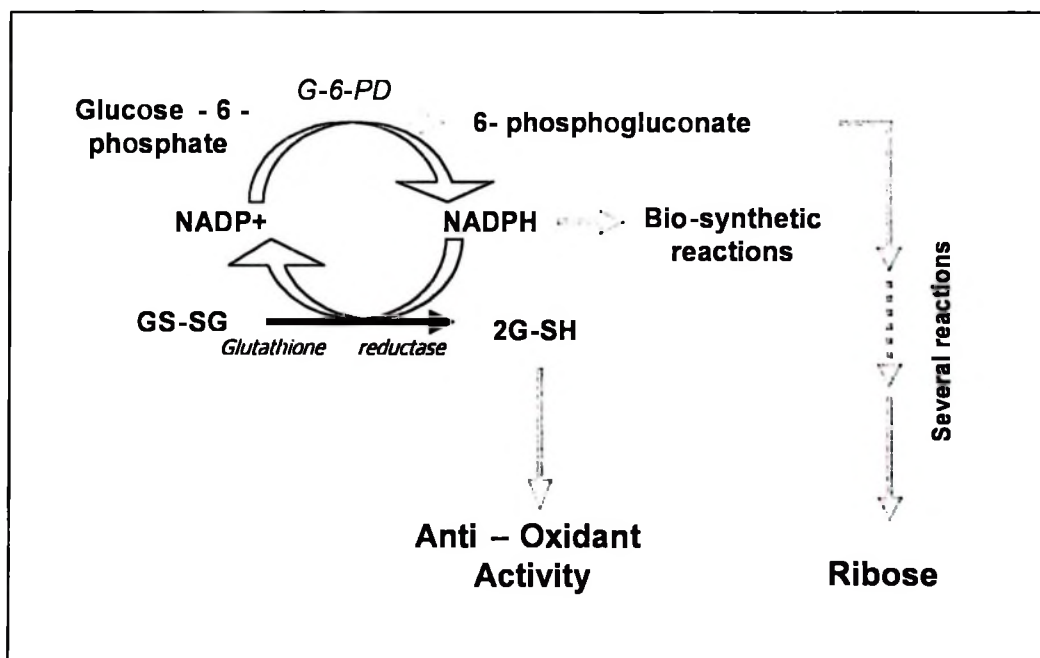 G-6-PD
Glucose - 6 -
phosphate
6- phosphogluconate
NADP+
NADPH
Bio-synthetic
reactions
GS-SG
2G-SH
Glutathione reductase
Several reactions
Anti – Oxidant
Activity
Ribose